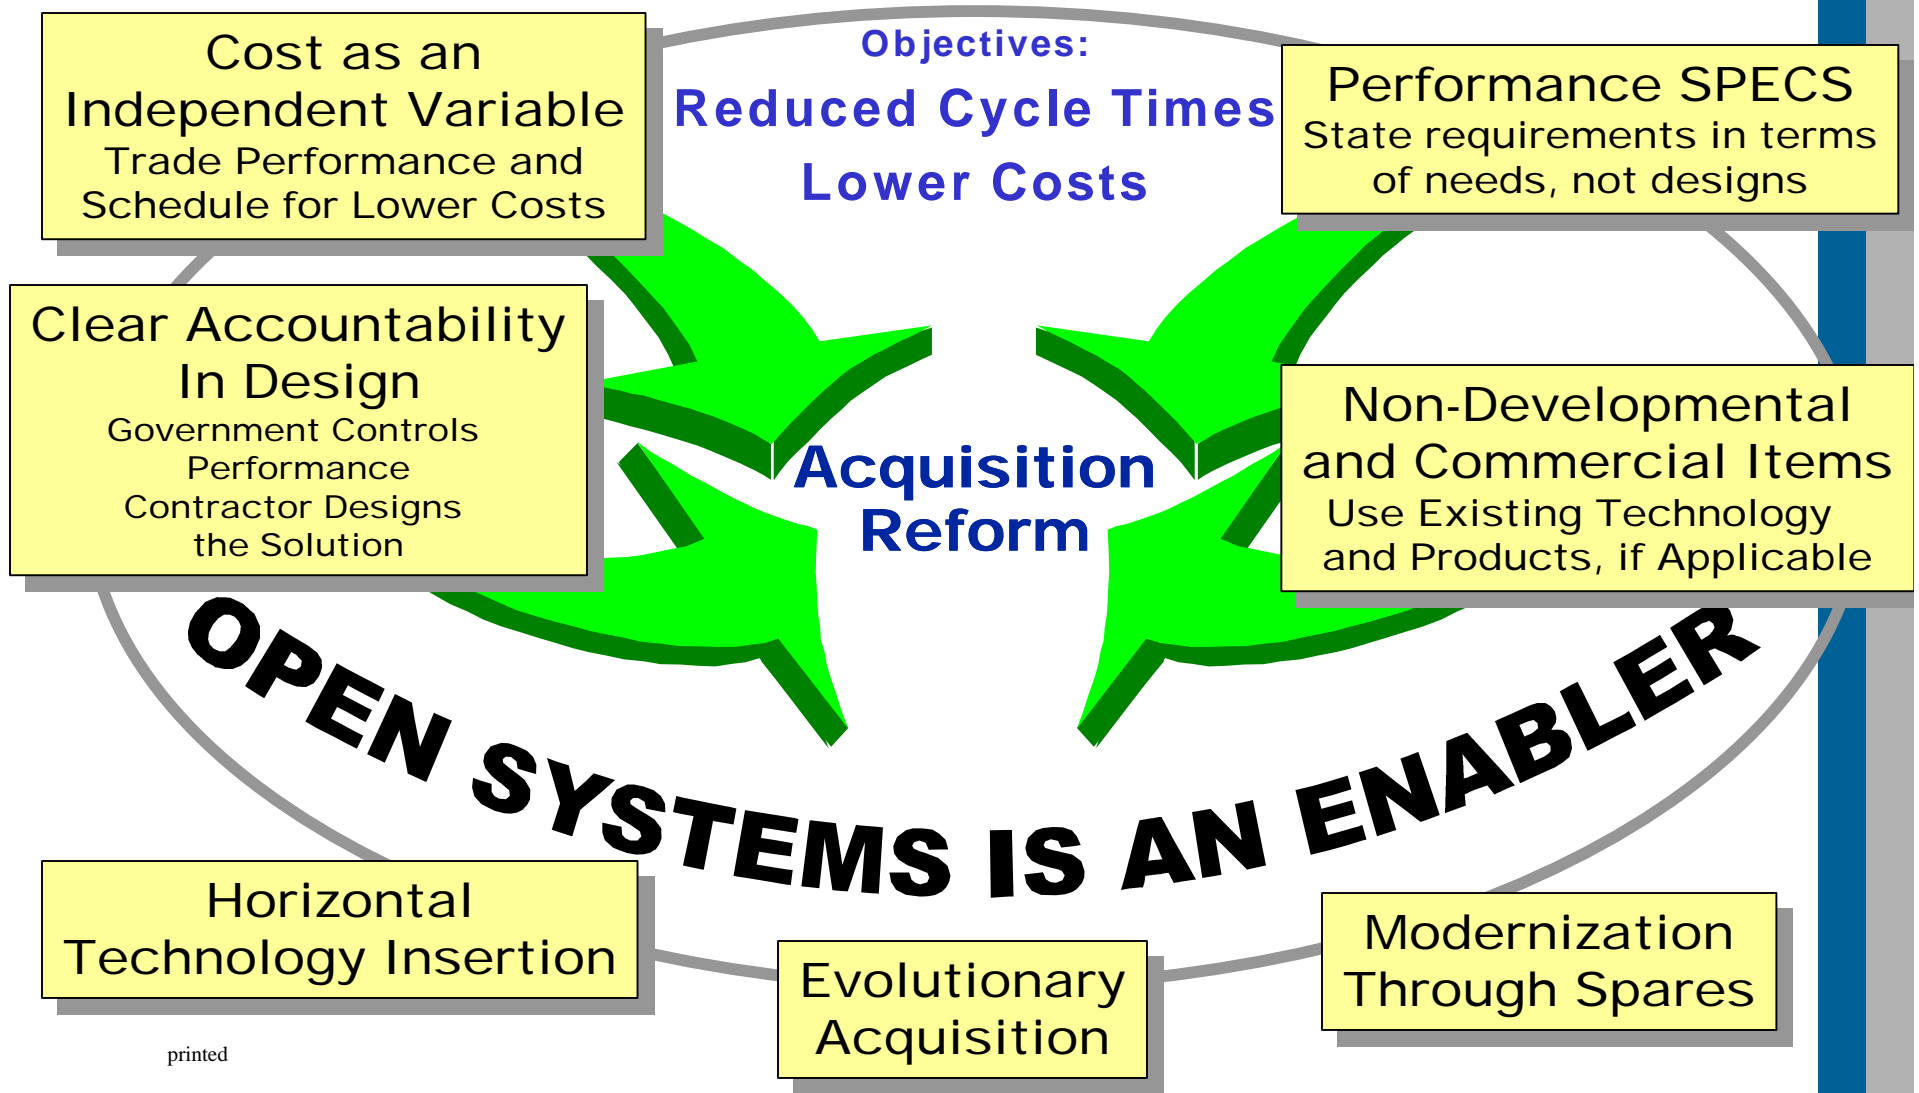 Cost as an
Independent Variable
Trade Performance and
Schedule for Lower Costs
Objectives:
Reduced Cycle Times
Lower Costs
Performance SPECS
State requirements in terms
of needs, not designs
Clear Accountability
In Design
Government Controls
Performance
Contractor Designs
the Solution
Acquisition
Reform
Non-Developmental
and Commercial Items
Use Existing Technology
and Products, if Applicable
OPEN SYSTEMS IS AN ENABLER
Horizontal
Technology Insertion
Evolutionary
Acquisition
Modernization
Through Spares
printed